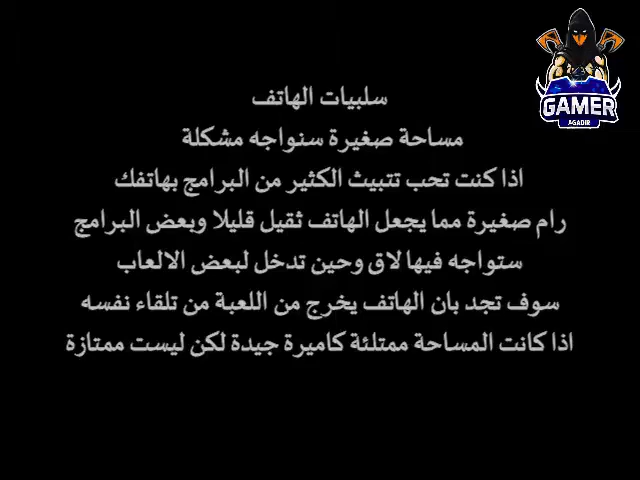 سلبيات الهاتف
مساحة صغيرة سنواجه مشكلة
اذا كنت تحب تتبيث الكثير من البرامج بهاتفك
رام صغيرة مما يجعل الهاتف ثقيل قليلا وبعض البرامج
ستواجه فيها لاق وحين تدخل لبعض الالعاب
سوف تجد بان الهاتف يخرج من اللعبة من تلقاء نفسه
اذا كانت المساحة ممتلئة كاميرة جيدة لكن ليست ممتازة
GAMER
AGADIR